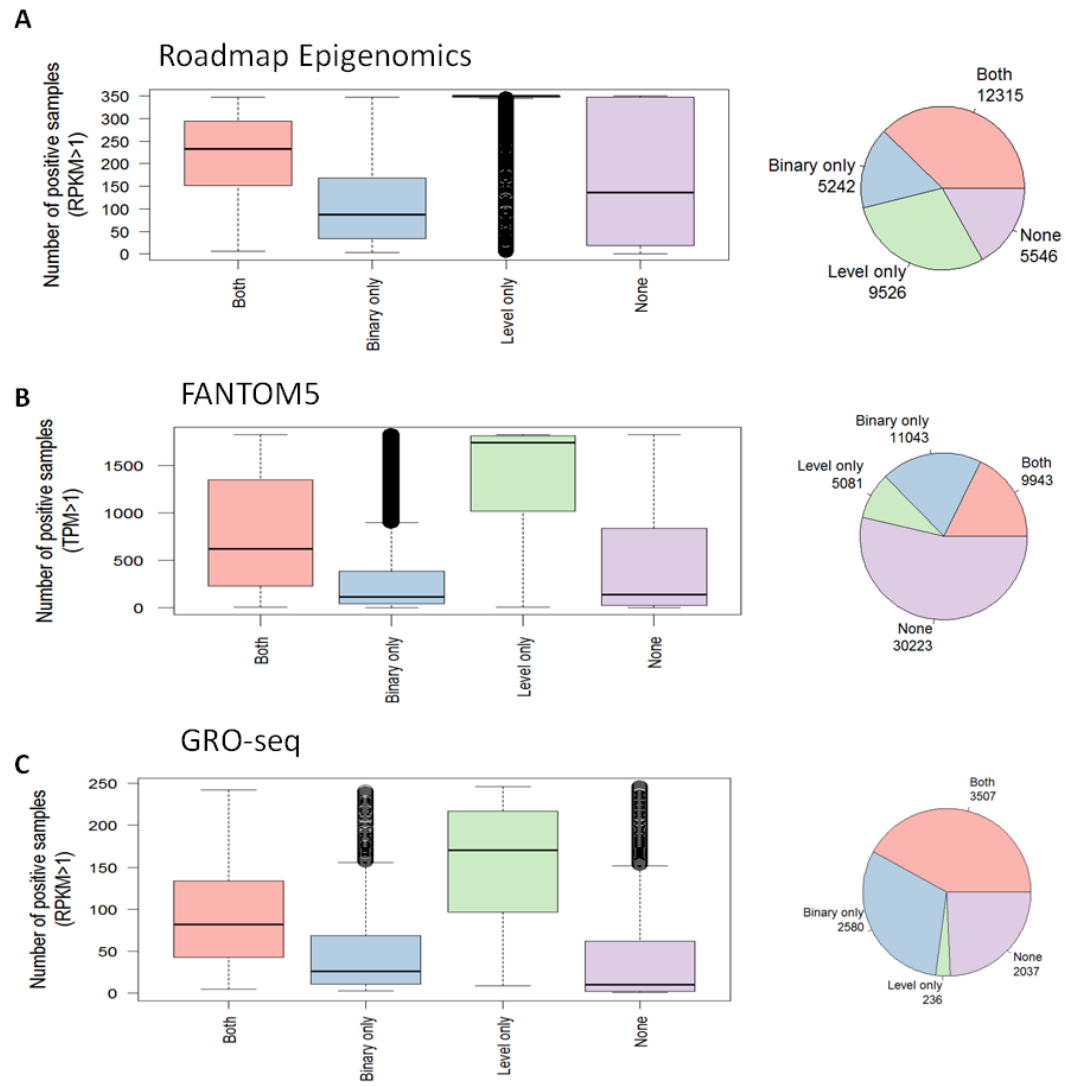 A
Roadmap Epigenomics
Number of positive samples
(RPKM>1)
350
300
250
200
150
100
50
0
Both
Binary only
Level only
None
Both
12315
Binary only
5242
Level only
9526
None
5546
B
FANTOM5
Number of positive samples
(TPM>1)
1500
1000
500
0
Both
Binary only
Level only
None
Binary only
11043
Level only
5081
Both
9943
None
30223
C
GRO-seq
Number of positive samples
(RPKM>1)
250
200
150
100
50
0
Both
Binary only
Level only
None
Both
3507
Binary only
2580
Level only
236
None
2037